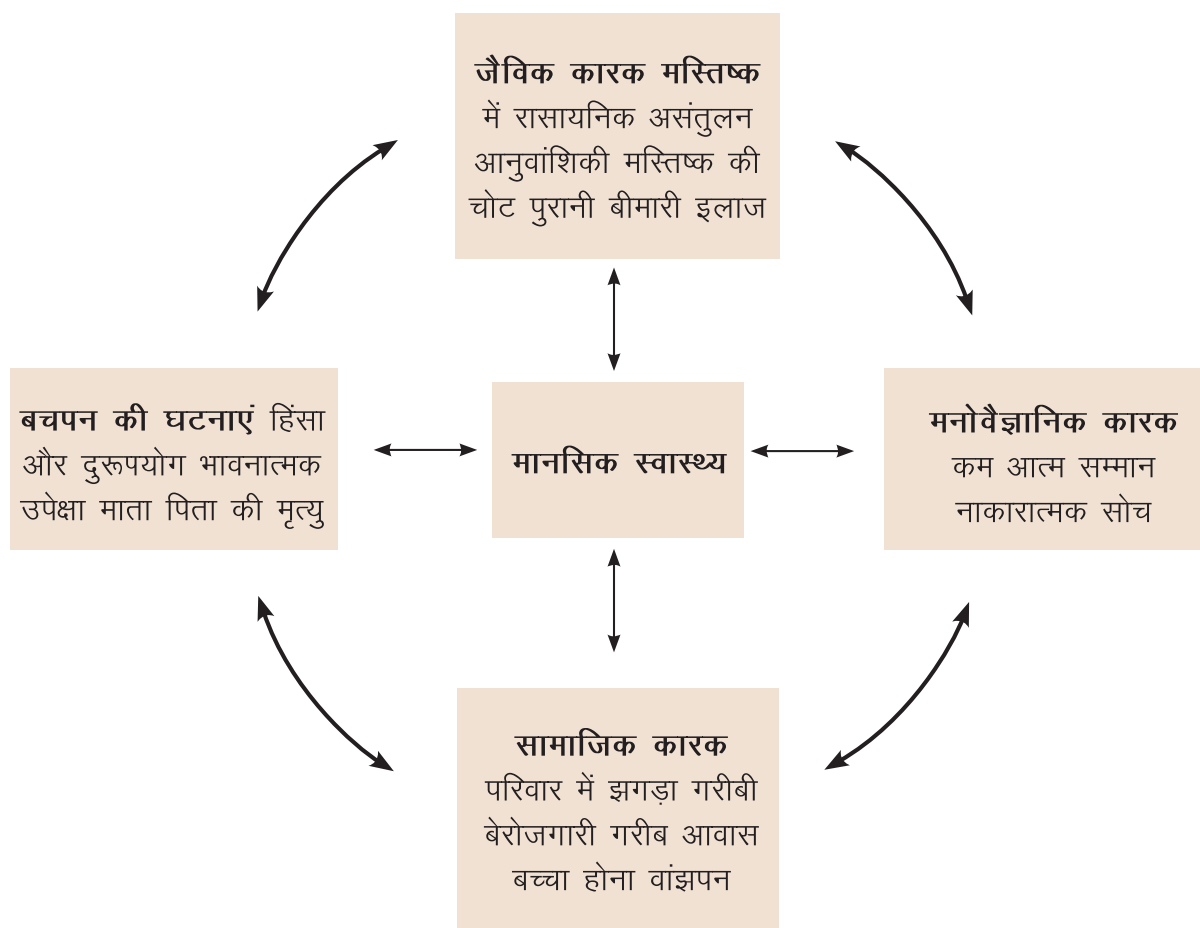 जैविक कारक मस्तिष्क
में रासायनिक असंतुलन
आनुवांशिकी मस्तिष्क की
चोट पुरानी बीमारी इलाज
बचपन की घटनाएं हिंसा
और दुरूपयोग भावनात्मक
उपेक्षा माता पिता की मृत्यु
मानसिक स्वास्थ्य
मनोवैज्ञानिक कारक
कम आत्म सम्मान
नाकारात्मक सोच
सामाजिक कारक
परिवार में झगड़ा गरीबी
बेरोजगारी गरीब आवास
बच्चा होना वांझपन